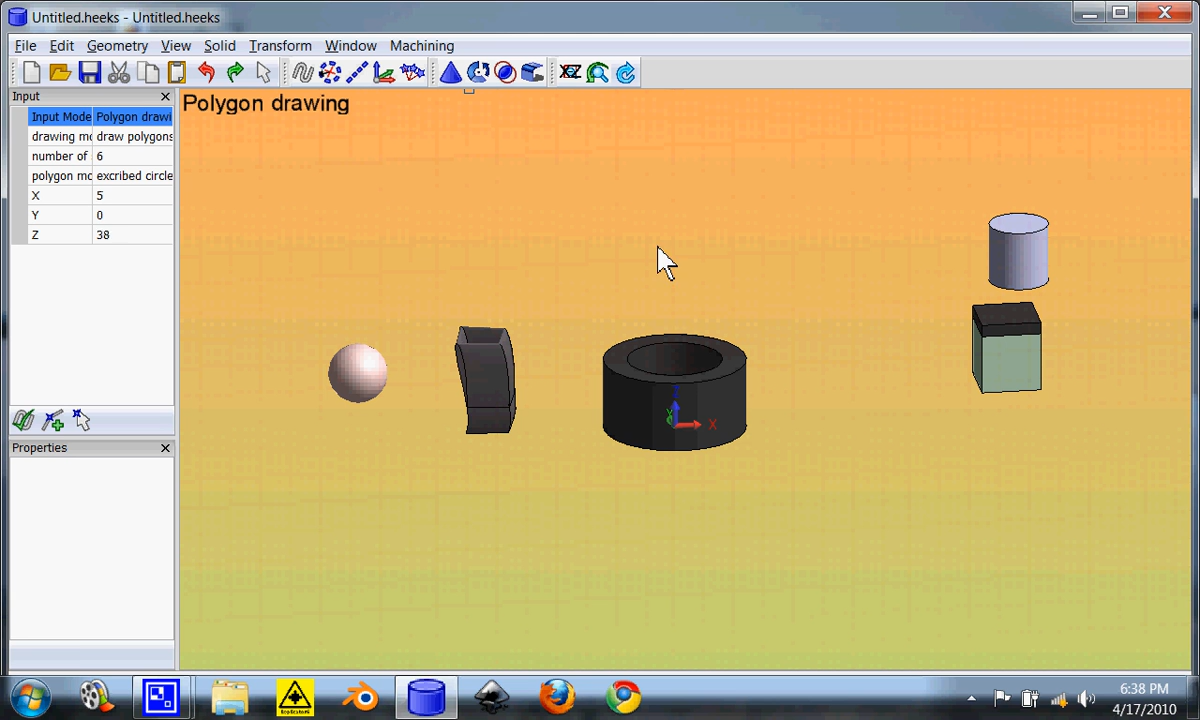 Untitled.heeks - Untitled.heeks
File Edit Geometry View Solid Transform Window Machining
Input
Polygon drawing
Input Mode Polygon drawi
drawing mo draw polygons
number of 6
polygon mo excribed circle
X 5
Y 0
Z 38
Properties
X
6:38 PM
4/17/2010